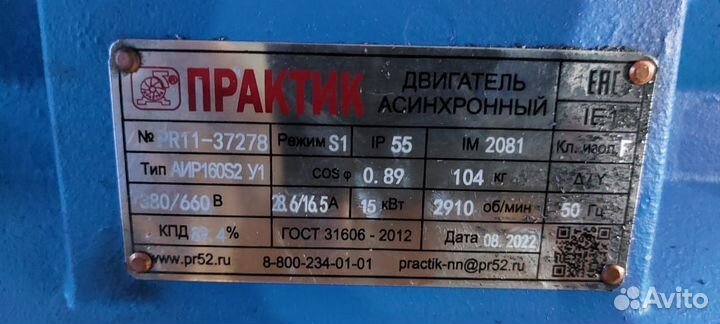 ПРАКТИК ДВИГАТЕЛЬ АСИНХРОННЫЙ EAC
IE1
№ PR11-37278 Режим S1 IP 55 IM 2081 Кл. изол. F
Тип АИР160S2 У1 COS φ 0.89 104 кг Δ/Y
380/660 В 28.6/16.5 А 15 кВт 2910 об/мин 50 Гц
КПД % ГОСТ 31606 - 2012 Дата 08.2022
www.pr52.ru 8-800-234-01-01 practik-nn@pr52.ru
Avito